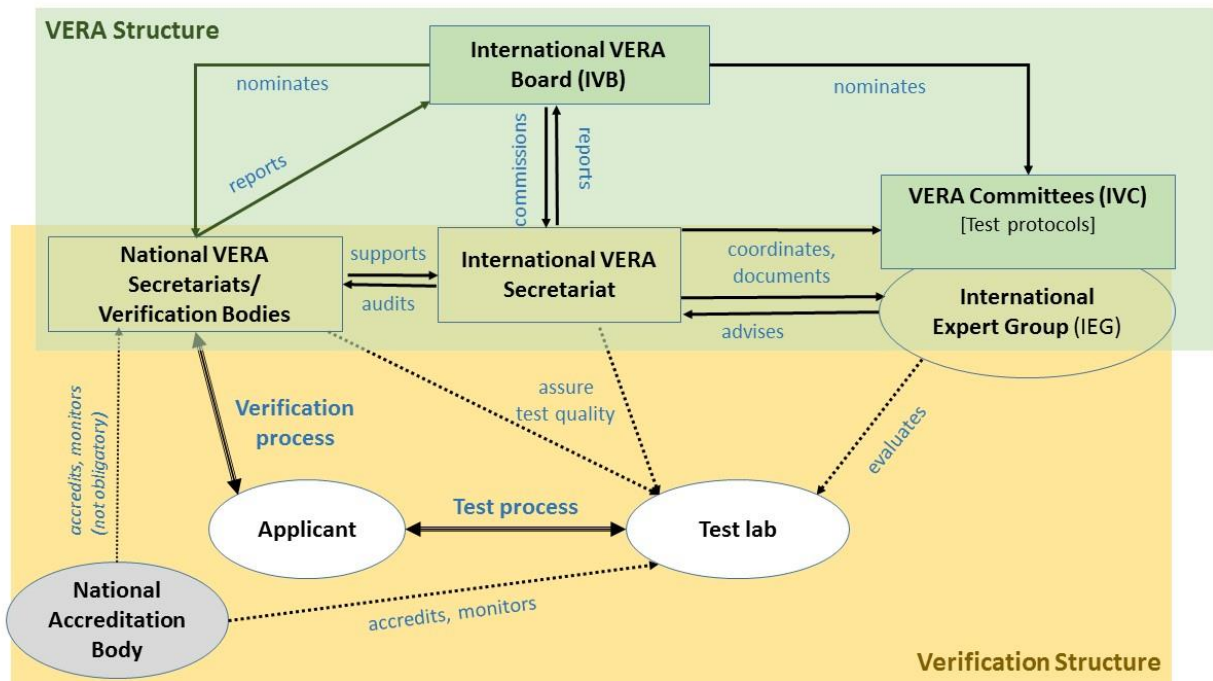 VERA Structure
International VERA
Board (IVB)
nominates
nominates
reports
commissions
reports
VERA Committees (IVC)
[Test protocols]
National VERA
Secretariats/
Verification Bodies
supports
audits
International VERA
Secretariat
coordinates,
documents
advises
International
Expert Group (IEG)
accredits, monitors
(not obligatory)
Verification
process
assure
test quality
evaluates
Applicant
Test process
Test lab
National
Accreditation
Body
accredits, monitors
Verification Structure